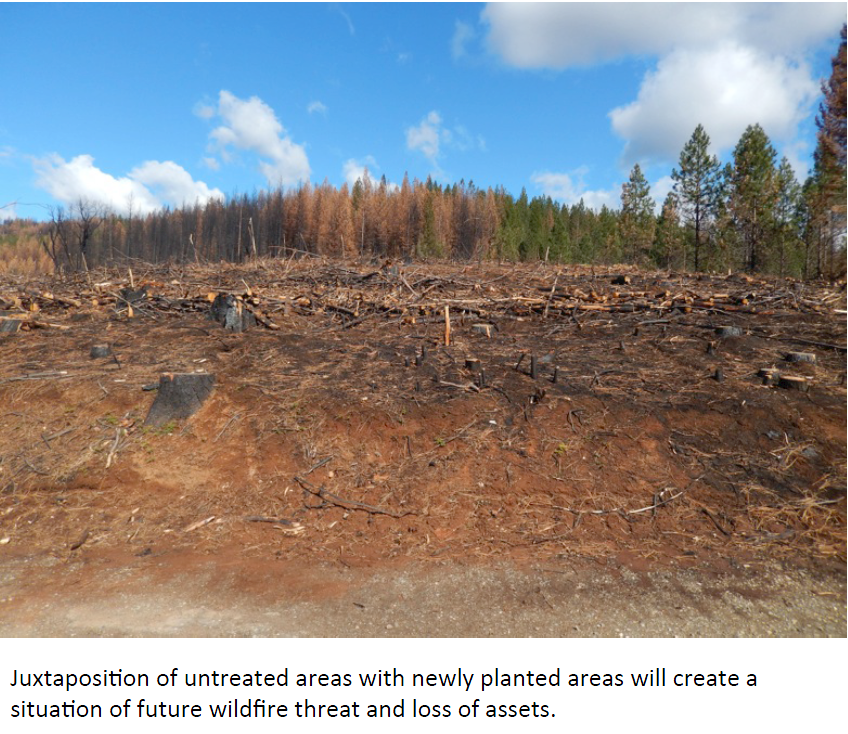 Juxtaposition of untreated areas with newly planted areas will create a
situation of future wildfire threat and loss of assets.